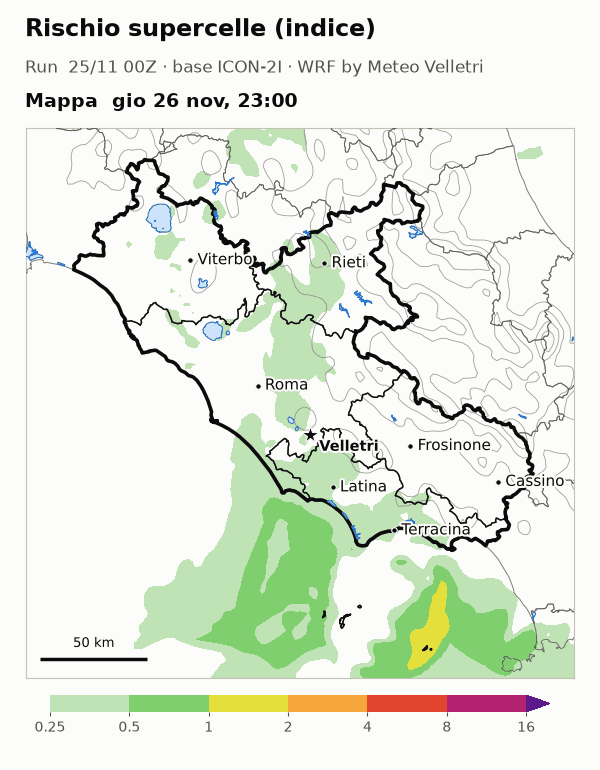 Rischio supercelle (indice)
Run  25/11 00Z · base ICON-2I · WRF by Meteo Velletri
Mappa  gio 26 nov, 23:00
Viterbo
Rieti
Roma
Velletri
Frosinone
Cassino
Latina
Terracina
50 km
0.25 0.5 1 2 4 8 16